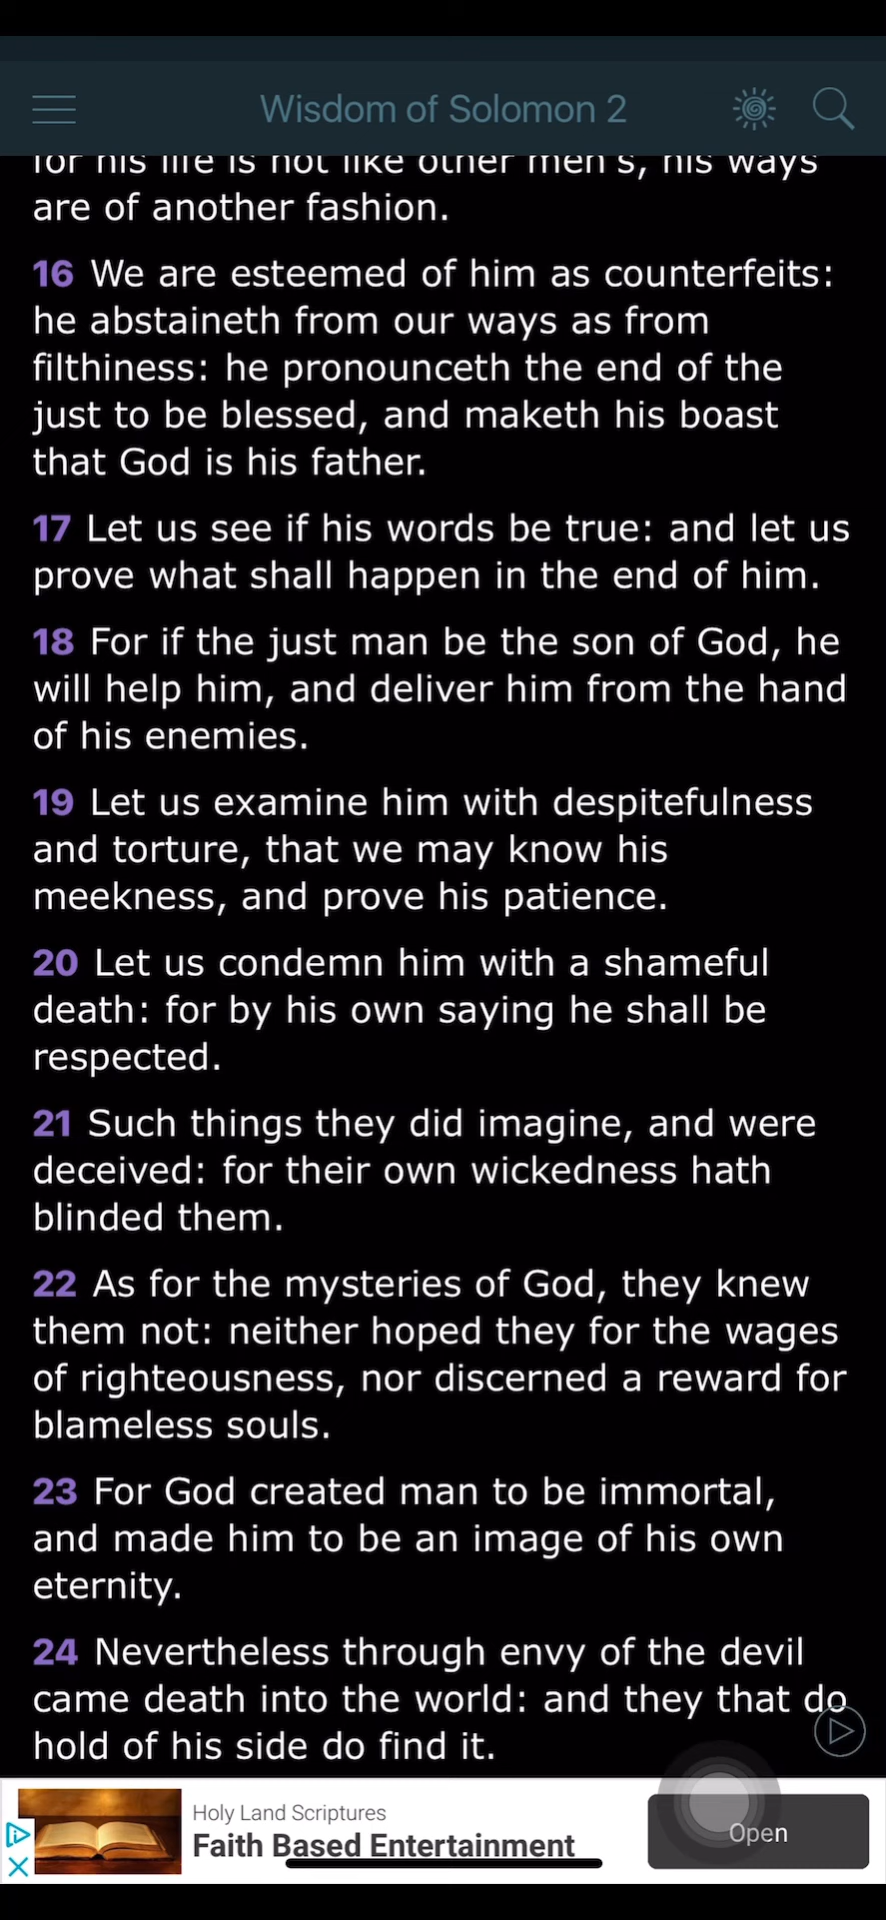 Wisdom of Solomon 2
for his life is not like other men's, his ways
are of another fashion.
16 We are esteemed of him as counterfeits:
he abstaineth from our ways as from
filthiness: he pronounceth the end of the
just to be blessed, and maketh his boast
that God is his father.
17 Let us see if his words be true: and let us
prove what shall happen in the end of him.
18 For if the just man be the son of God, he
will help him, and deliver him from the hand
of his enemies.
19 Let us examine him with despitefulness
and torture, that we may know his
meekness, and prove his patience.
20 Let us condemn him with a shameful
death: for by his own saying he shall be
respected.
21 Such things they did imagine, and were
deceived: for their own wickedness hath
blinded them.
22 As for the mysteries of God, they knew
them not: neither hoped they for the wages
of righteousness, nor discerned a reward for
blameless souls.
23 For God created man to be immortal,
and made him to be an image of his own
eternity.
24 Nevertheless through envy of the devil
came death into the world: and they that do
hold of his side do find it.
Holy Land Scriptures
Faith Based Entertainment
Open